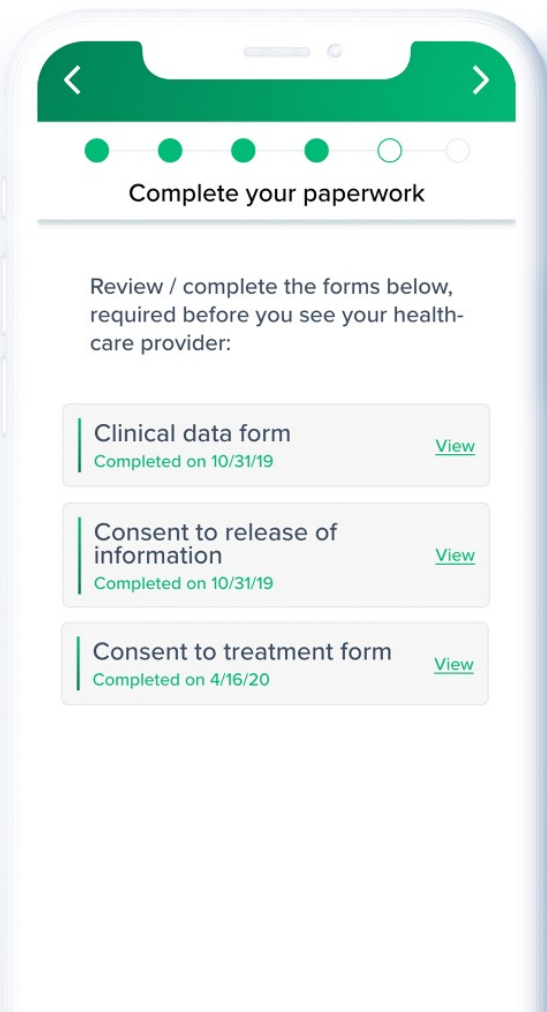 Complete your paperwork
Review / complete the forms below,
required before you see your health-
care provider:
Clinical data form
Completed on 10/31/19
View
Consent to release of
information
Completed on 10/31/19
View
Consent to treatment form
Completed on 4/16/20
View